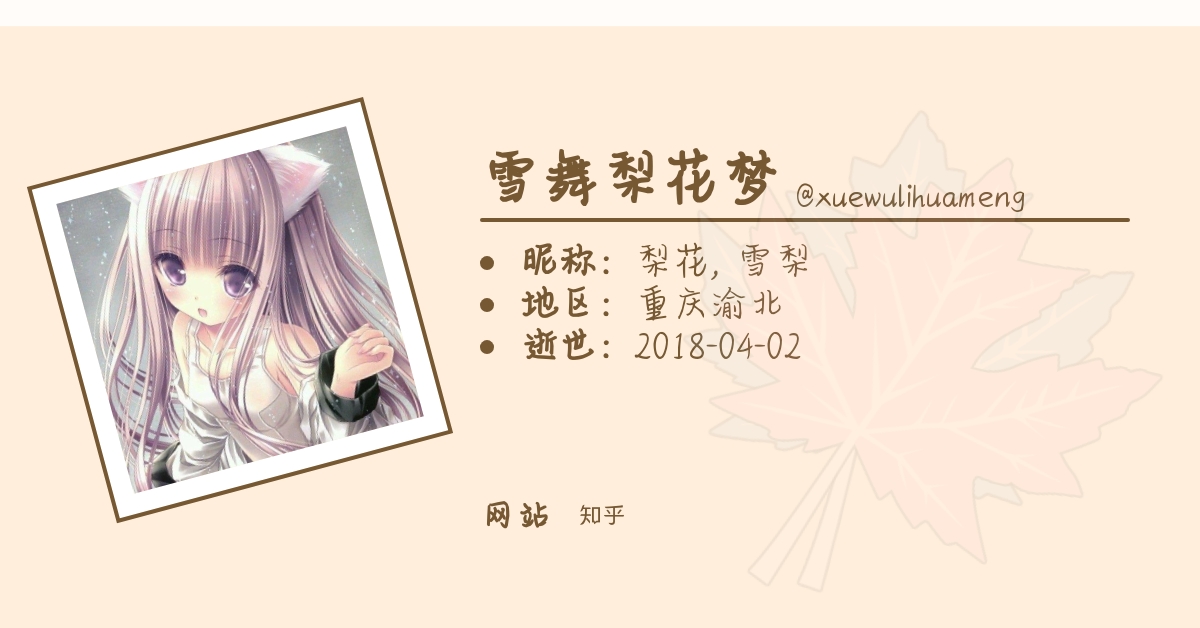 雪舞梨花梦 @xuewulihuameng
● 昵称： 梨花, 雪梨
● 地区： 重庆渝北
● 逝世： 2018-04-02
网站 知乎